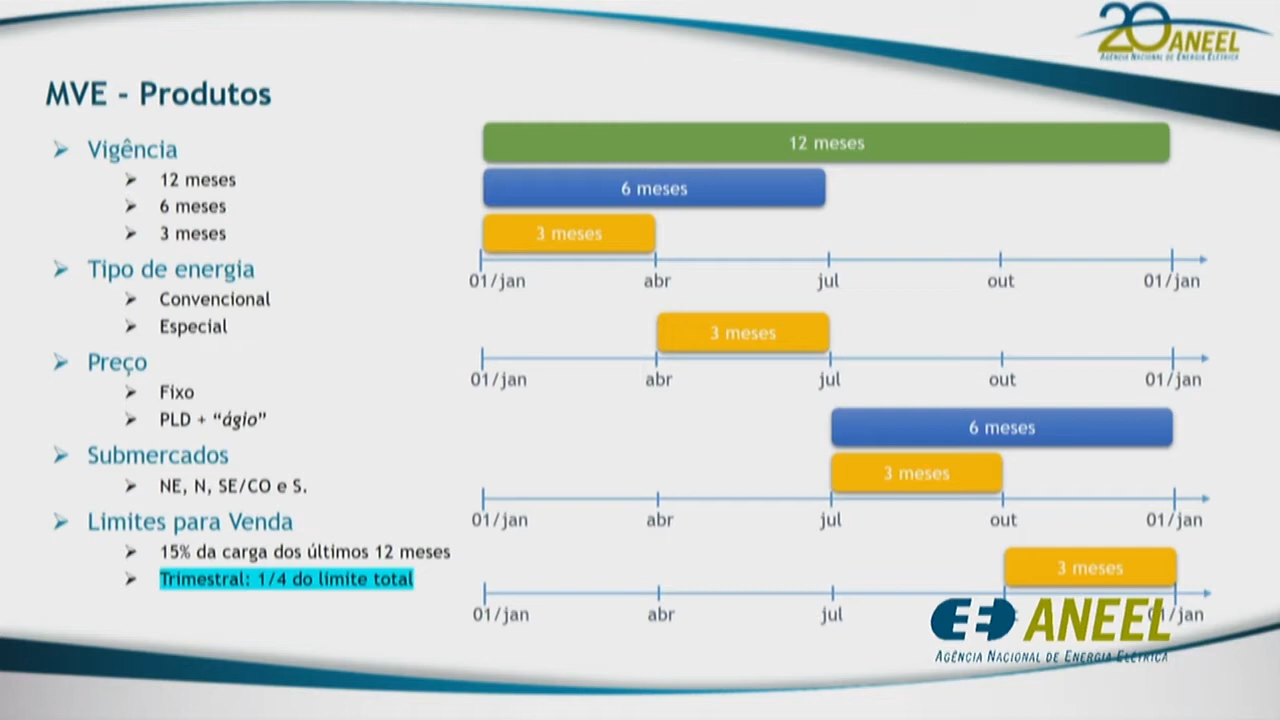 20 ANEEL
AGÊNCIA NACIONAL DE ENERGIA ELÉTRICA
MVE - Produtos
Vigência
12 meses
6 meses
3 meses
Tipo de energia
Convencional
Especial
Preço
Fixo
PLD + “ágio”
Submercados
NE, N, SE/CO e S.
Limites para Venda
15% da carga dos últimos 12 meses
Trimestral: 1/4 do limite total
12 meses
6 meses
3 meses
01/jan abr jul out 01/jan
3 meses
01/jan abr jul out 01/jan
6 meses
3 meses
01/jan abr jul out 01/jan
3 meses
01/jan abr jul 01/jan
ANEEL
AGÊNCIA NACIONAL DE ENERGIA ELÉTRICA